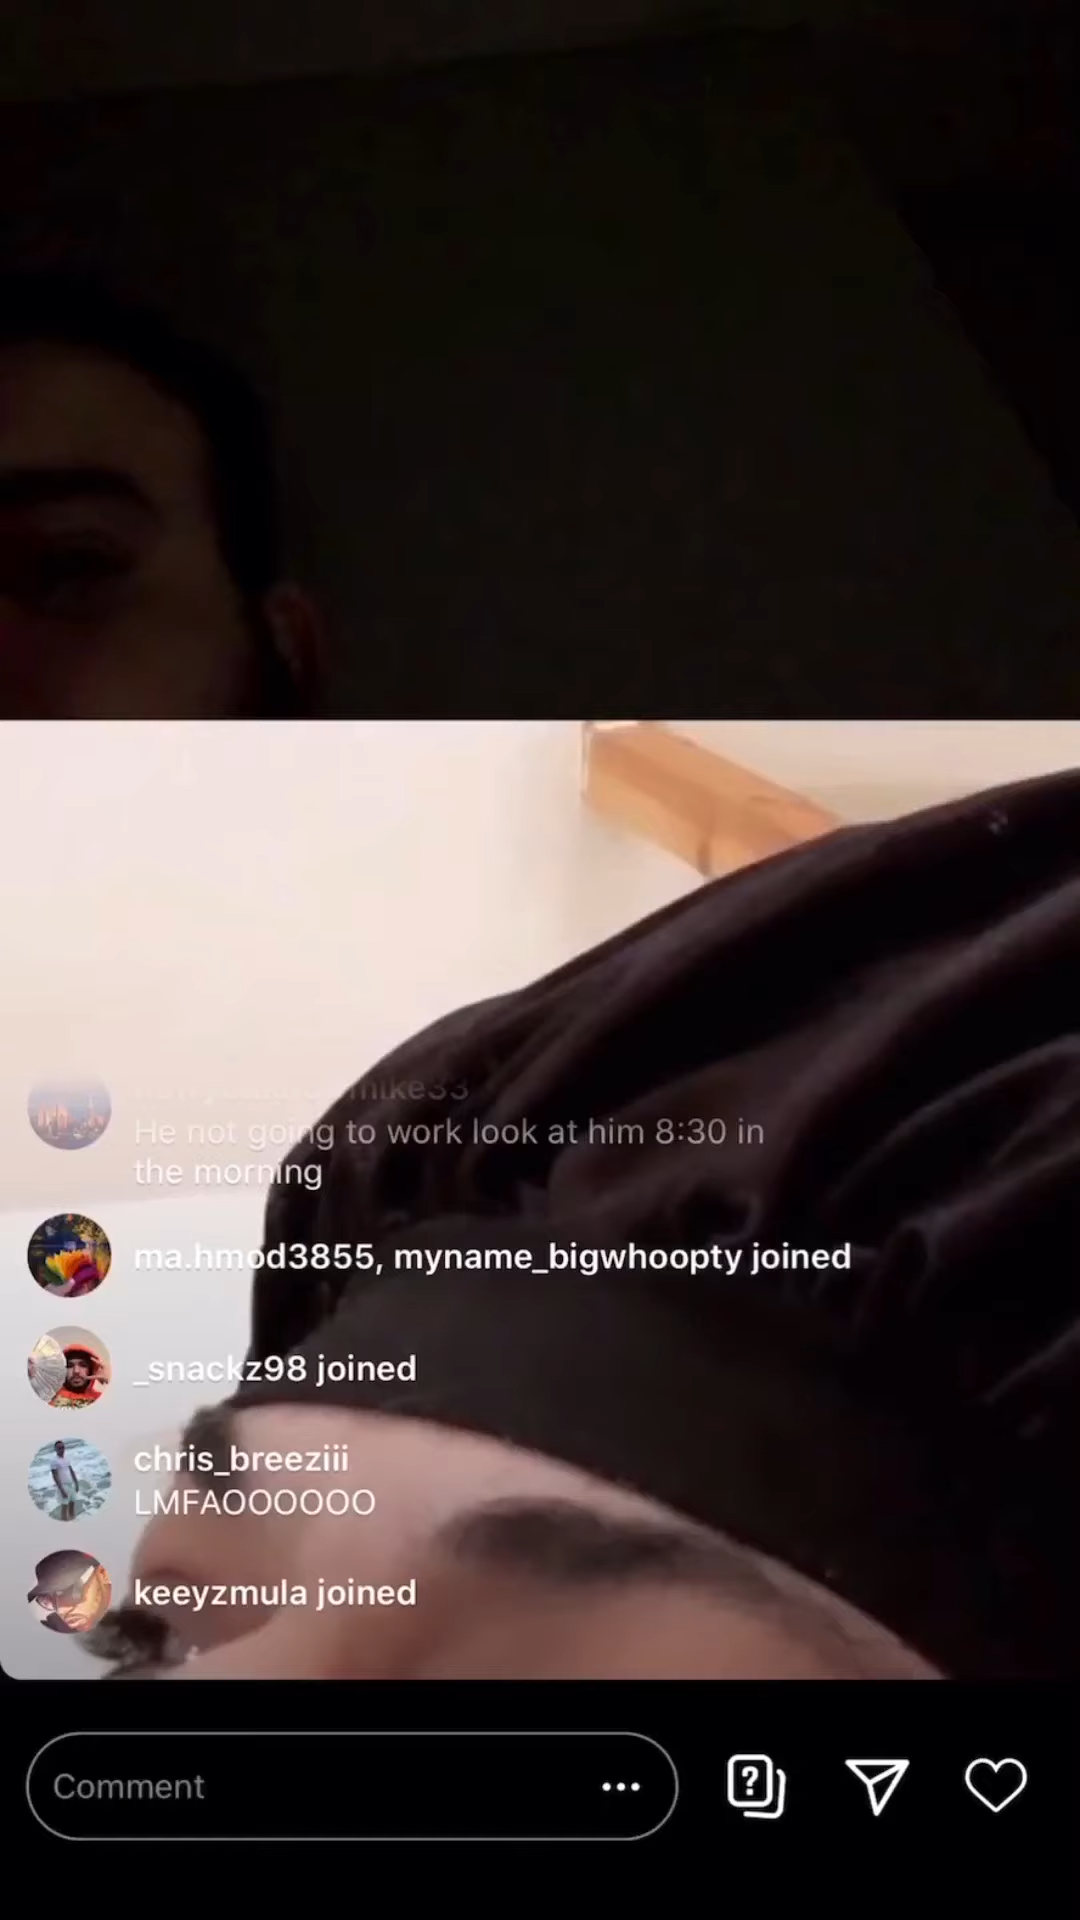 mike33
He not going to work look at him 8:30 in
the morning
ma.hmod3855, myname_bigwhoopty joined
_snackz98 joined
chris_breeziii
LMFAOOOOOO
keeyzmula joined
Comment